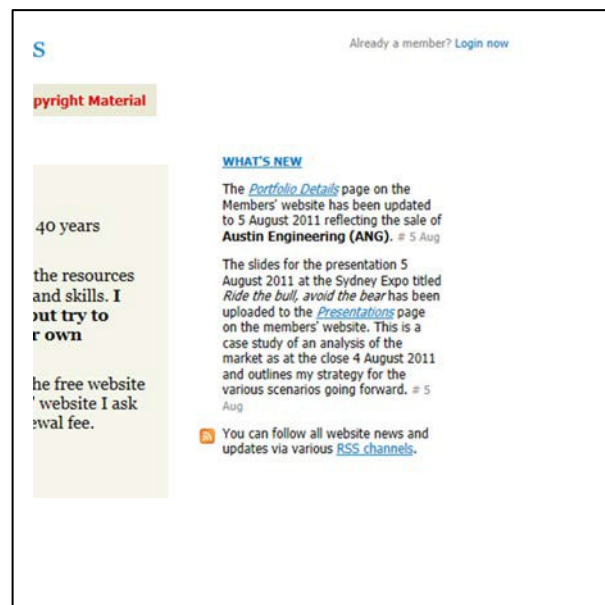 s
Already a member? Login now
pyright Material
WHAT'S NEW
The Portfolio Details page on the
Members' website has been updated
to 5 August 2011 reflecting the sale of
Austin Engineering (ANG). # 5 Aug
The slides for the presentation 5
August 2011 at the Sydney Expo titled
Ride the bull, avoid the bear has been
uploaded to the Presentations page
on the members' website. This is a
case study of an analysis of the
market as at the close 4 August 2011
and outlines my strategy for the
various scenarios going forward. # 5
Aug
You can follow all website news and
updates via various RSS channels.
40 years
the resources
and skills. I
out try to
r own
he free website
' website I ask
ewal fee.